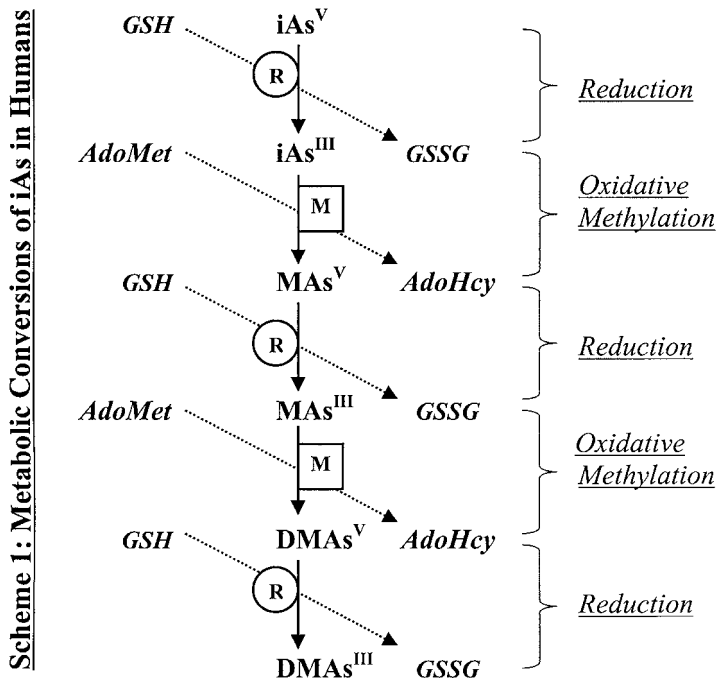 Scheme 1: Metabolic Conversions of iAs in Humans
GSH iAsV
R
Reduction
iAsIII GSSG
AdoMet
M
Oxidative
Methylation
MAsV AdoHcy
GSH
R
Reduction
MAsIII GSSG
AdoMet
M
Oxidative
Methylation
DMAsV AdoHcy
GSH
R
Reduction
DMAsIII GSSG